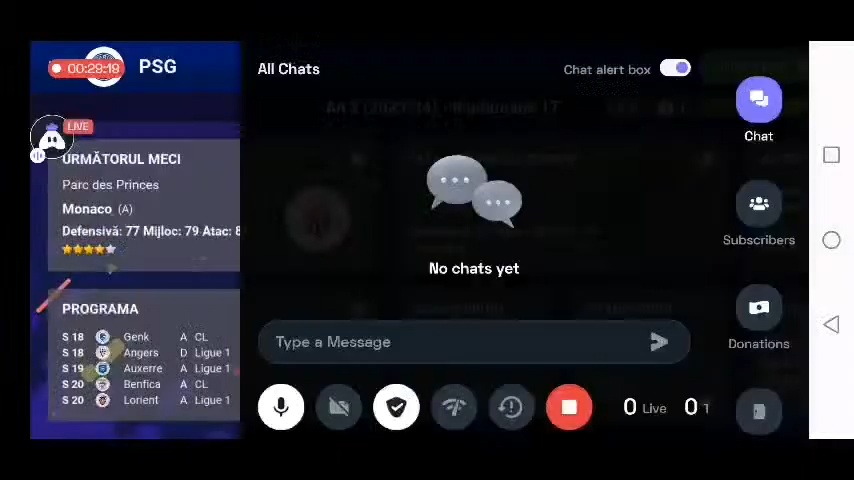 00:29:19
PSG
LIVE
URMĂTORUL MECI
Parc des Princes
Monaco (A)
Defensivă: 77 Mijloc: 79 Atac: 8
PROGRAMA
S 18 Genk A CL
S 18 Angers D Ligue 1
S 19 Auxerre A Ligue 1
S 20 Benfica A CL
S 20 Lorient A Ligue 1
All Chats
Chat alert box
No chats yet
Type a Message
0 Live 0
Chat
Subscribers
Donations